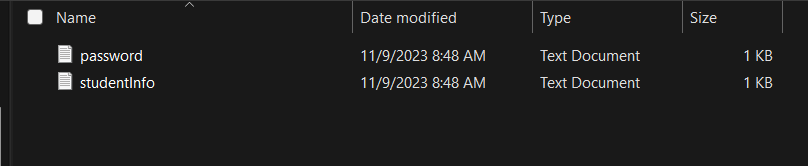 Name Date modified Type Size
password 11/9/2023 8:48 AM Text Document 1 KB
studentInfo 11/9/2023 8:48 AM Text Document 1 KB